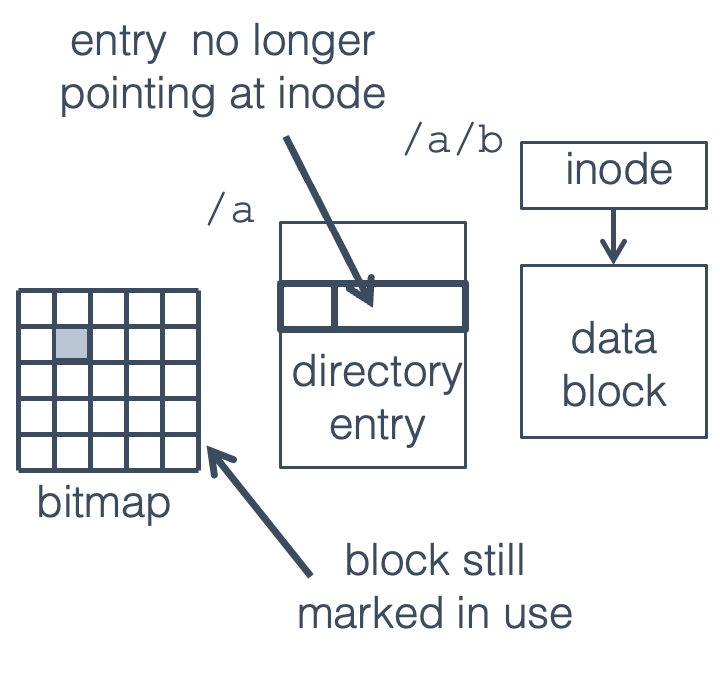 entry no longer
pointing at inode
/a/b
inode
/a
data
block
directory
entry
bitmap
block still
marked in use